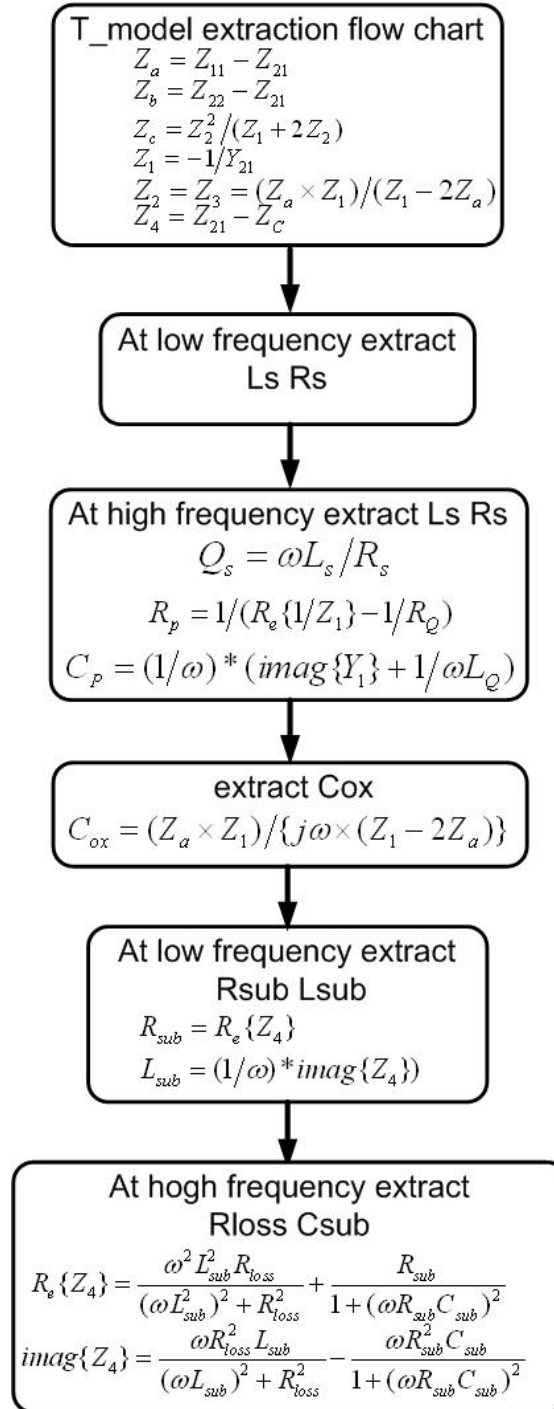 T_model extraction flow chart
Z_a = Z_11 − Z_21
Z_b = Z_22 − Z_21
Z_c = Z_2^2/(Z_1 + 2Z_2)
Z_1 = −1/Y_21
Z_2 = Z_3 = (Z_a × Z_1)/(Z_1 − 2Z_a)
Z_4 = Z_21 − Z_C
At low frequency extract
Ls Rs
At high frequency extract Ls Rs
Q_s = ωL_s/R_s
R_p = 1/(R_e{1/Z_1} − 1/R_Q)
C_P = (1/ω) * (imag{Y_1} + 1/ωL_Q)
extract Cox
C_ox = (Z_a × Z_1)/{jω × (Z_1 − 2Z_a)}
At low frequency extract
Rsub Lsub
R_sub = R_e{Z_4}
L_sub = (1/ω) * imag{Z_4})
At hogh frequency extract
Rloss Csub
R_e{Z_4} = ω^2 L_sub^2 R_loss / ((ωL_sub^2)^2 + R_loss^2) + R_sub / (1 + (ωR_sub C_sub)^2)
imag{Z_4} = ωR_loss^2 L_sub / ((ωL_sub)^2 + R_loss^2) − ωR_sub^2 C_sub / (1 + (ωR_sub C_sub)^2)